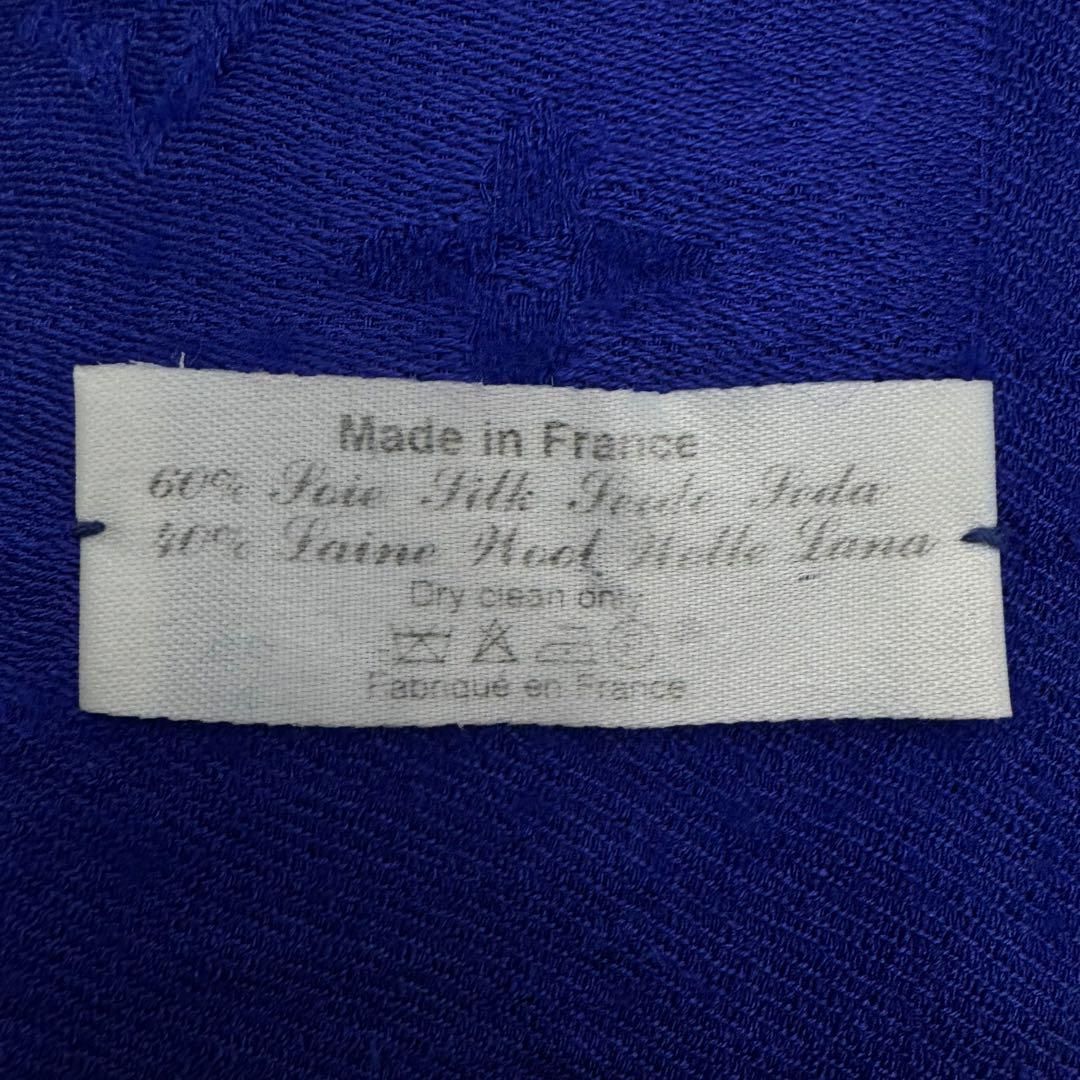 Made in France
60% Soie Silk Seide Seda
40% Laine Wool Wolle Lana
Dry clean only
Fabriqué en France